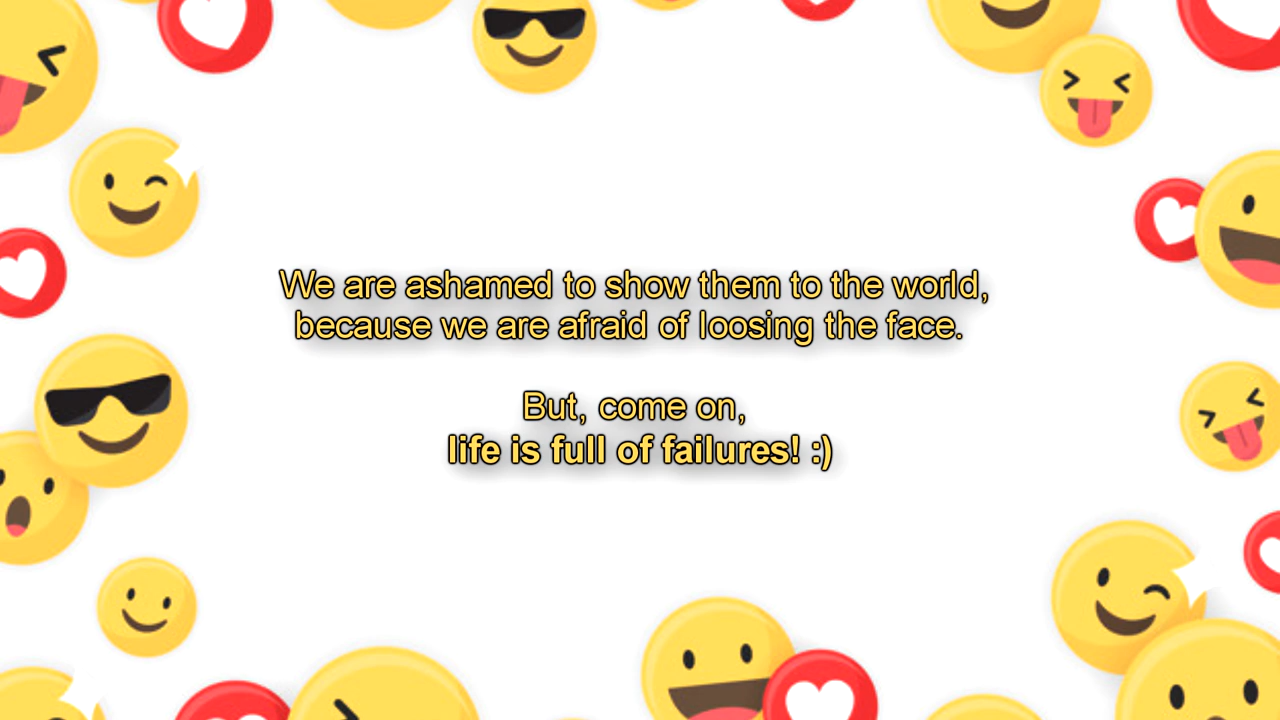 We are ashamed to show them to the world,
because we are afraid of loosing the face.
But, come on,
life is full of failures! :)